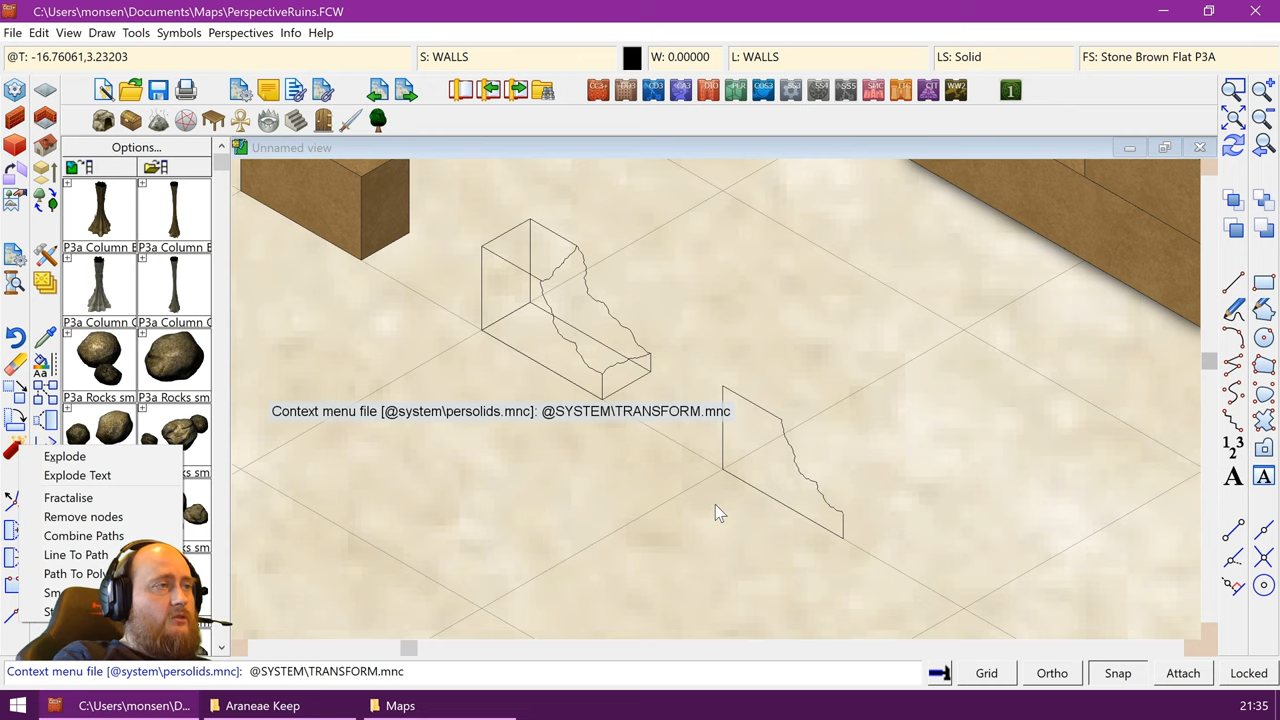 C:\Users\monsen\Documents\Maps\PerspectiveRuins.FCW
File Edit View Draw Tools Symbols Perspectives Info Help
@T: -16.76061,3.23203 S: WALLS W: 0.00000 L: WALLS LS: Solid FS: Stone Brown Flat P3A
Options...
Unnamed view
P3a Column
P3a Column
P3a Column
P3a Column
P3a Rocks sm
P3a Rocks sm
Context menu file [@system\persolids.mnc]: @SYSTEM\TRANSFORM.mnc
Explode
Explode Text
Fractalise
Remove nodes
Combine Paths
Line To Path
Path To Poly
Context menu file [@system\persolids.mnc]: @SYSTEM\TRANSFORM.mnc
Grid Ortho Snap Attach Locked
C:\Users\monsen\D... Araneae Keep Maps 21:35